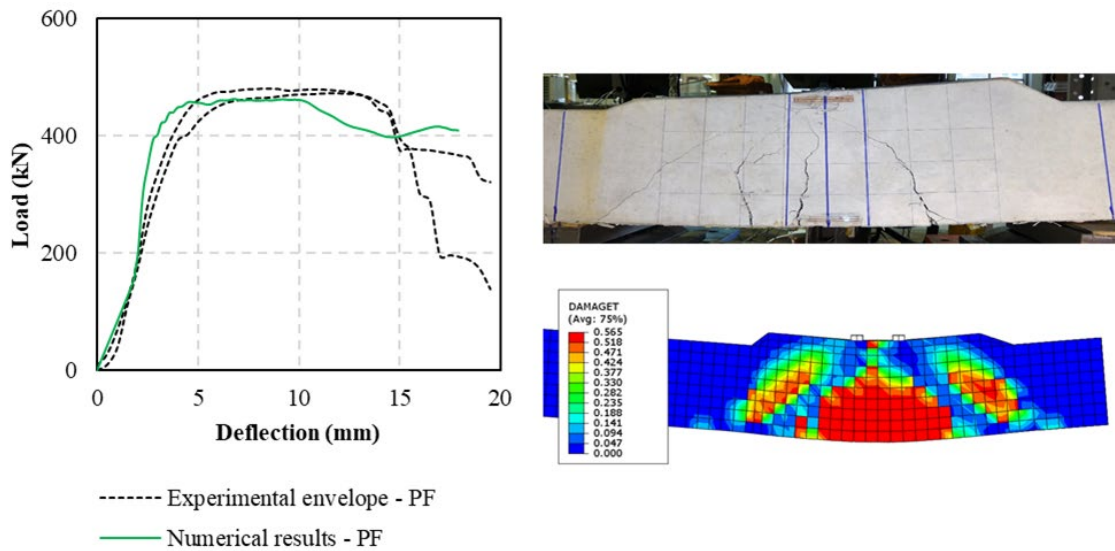 600
400
200
0
Load (kN)
0 5 10 15 20
Deflection (mm)
Experimental envelope - PF
Numerical results - PF
DAMAGET
(Avg: 75%)
0.565
0.518
0.471
0.424
0.377
0.330
0.282
0.235
0.188
0.141
0.094
0.047
0.000